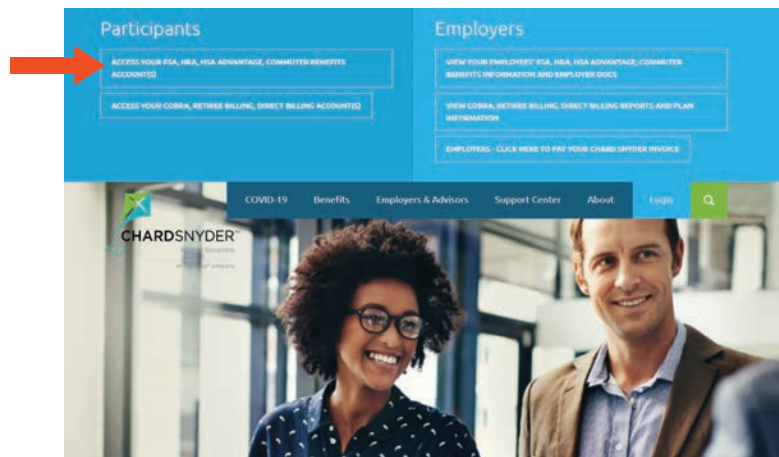 Participants
ACCESS YOUR FSA, HRA, HSA ADVANTAGE, COMMUTER BENEFITS
ACCOUNT(S)
ACCESS YOUR COBRA, RETIREE BILLING, DIRECT BILLING ACCOUNT(S)
Employers
VIEW YOUR EMPLOYEES' FSA, HRA, HSA ADVANTAGE, COMMUTER
BENEFITS INFORMATION AND EMPLOYER DOCS
VIEW COBRA, RETIREE BILLING, DIRECT BILLING REPORTS AND PLAN
INFORMATION
EMPLOYERS - CLICK HERE TO PAY YOUR CHARD SNYDER INVOICE
COVID-19 Benefits Employers & Advisors Support Center About Login
CHARDSNYDER
Solutions
company